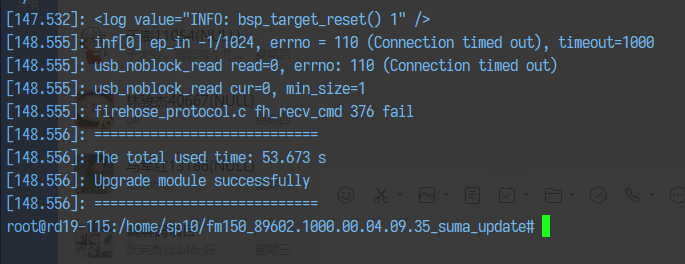 [147.532]: <log value="INFO: bsp_target_reset() 1" />
[148.555]: inf[0] ep_in -1/1024, errno = 110 (Connection timed out), timeout=1000
[148.555]: usb_noblock_read read=0, errno: 110 (Connection timed out)
[148.555]: usb_noblock_read cur=0, min_size=1
[148.555]: firehose_protocol.c fh_recv_cmd 376 fail
[148.556]: ============================
[148.556]: The total used time: 53.673 s
[148.556]: Upgrade module successfully
[148.556]: ============================
root@rd19-115:/home/sp10/fm150_89602.1000.00.04.09.35_suma_update#